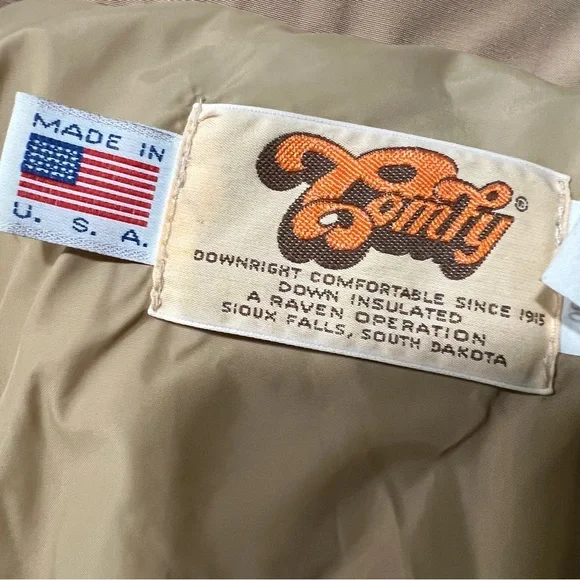 MADE IN
U. S. A.
Comfy®
DOWNRIGHT COMFORTABLE SINCE 1915
DOWN INSULATED
A RAVEN OPERATION
SIOUX FALLS, SOUTH DAKOTA